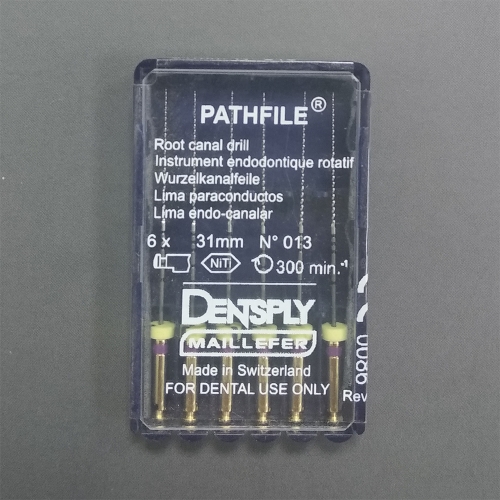 PATHFILE®
Root canal drill
Instrument endodontique rotatif
Wurzelkanalfeile
Lima paraconductos
Lima endo-canalar
6 x 31mm N° 013
NiTi 300 min.⁻¹
DENTSPLY
MAILLEFER
Made in Switzerland
FOR DENTAL USE ONLY
Rev